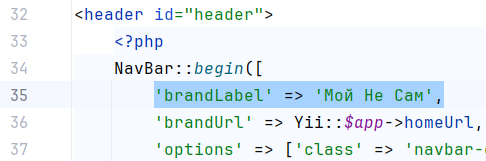 32 <header id="header">
33 <?php
34 NavBar::begin([
35 'brandLabel' => 'Мой Не Сам',
36 'brandUrl' => Yii::$app->homeUrl,
37 'options' => ['class' => 'navbar-